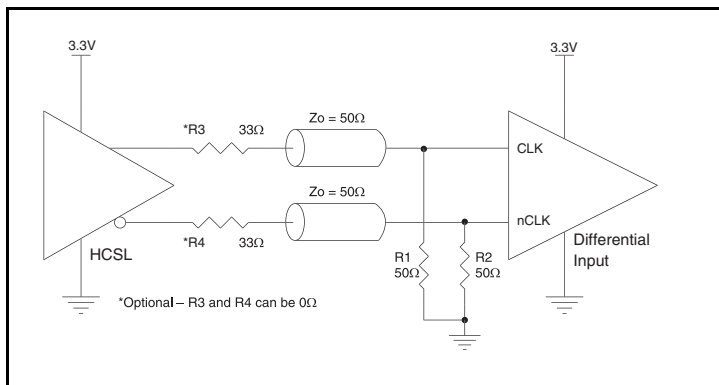 3.3V
3.3V
*R3 33Ω
Zo = 50Ω
CLK
Zo = 50Ω
nCLK
*R4 33Ω
HCSL
R1
50Ω
R2
50Ω
Differential
Input
*Optional – R3 and R4 can be 0Ω